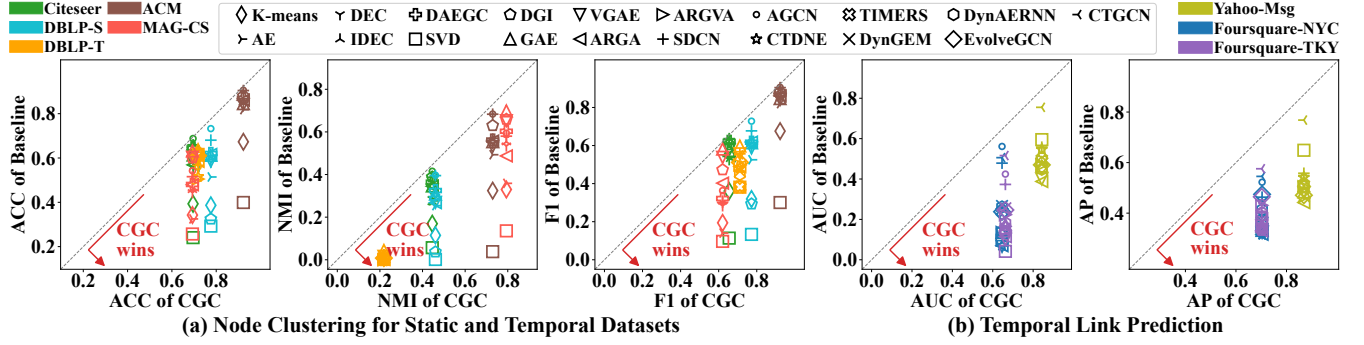 Citeseer
ACM
DBLP-S
MAG-CS
DBLP-T
K-means
DEC
DAEGC
DGI
VGAE
ARGVA
AGCN
TIMERS
DynAERNN
CTGCN
AE
IDEC
SVD
GAE
ARGA
SDCN
CTDNE
DynGEM
EvolveGCN
Yahoo-Msg
Foursquare-NYC
Foursquare-TKY
ACC of Baseline
0.8
0.6
0.4
0.2
CGC
wins
0.0 0.2 0.4 0.6 0.8
ACC of CGC
NMI of Baseline
0.8
0.6
0.4
0.2
0.0
CGC
wins
0.0 0.2 0.4 0.6 0.8
NMI of CGC
F1 of Baseline
0.8
0.6
0.4
0.2
0.0
CGC
wins
0.0 0.2 0.4 0.6 0.8
F1 of CGC
AUC of Baseline
0.8
0.6
0.4
0.2
0.0
CGC
wins
0.0 0.2 0.4 0.6 0.8
AUC of CGC
AP of Baseline
0.8
0.6
0.4
CGC
wins
0.4 0.6 0.8
AP of CGC
(a) Node Clustering for Static and Temporal Datasets
(b) Temporal Link Prediction